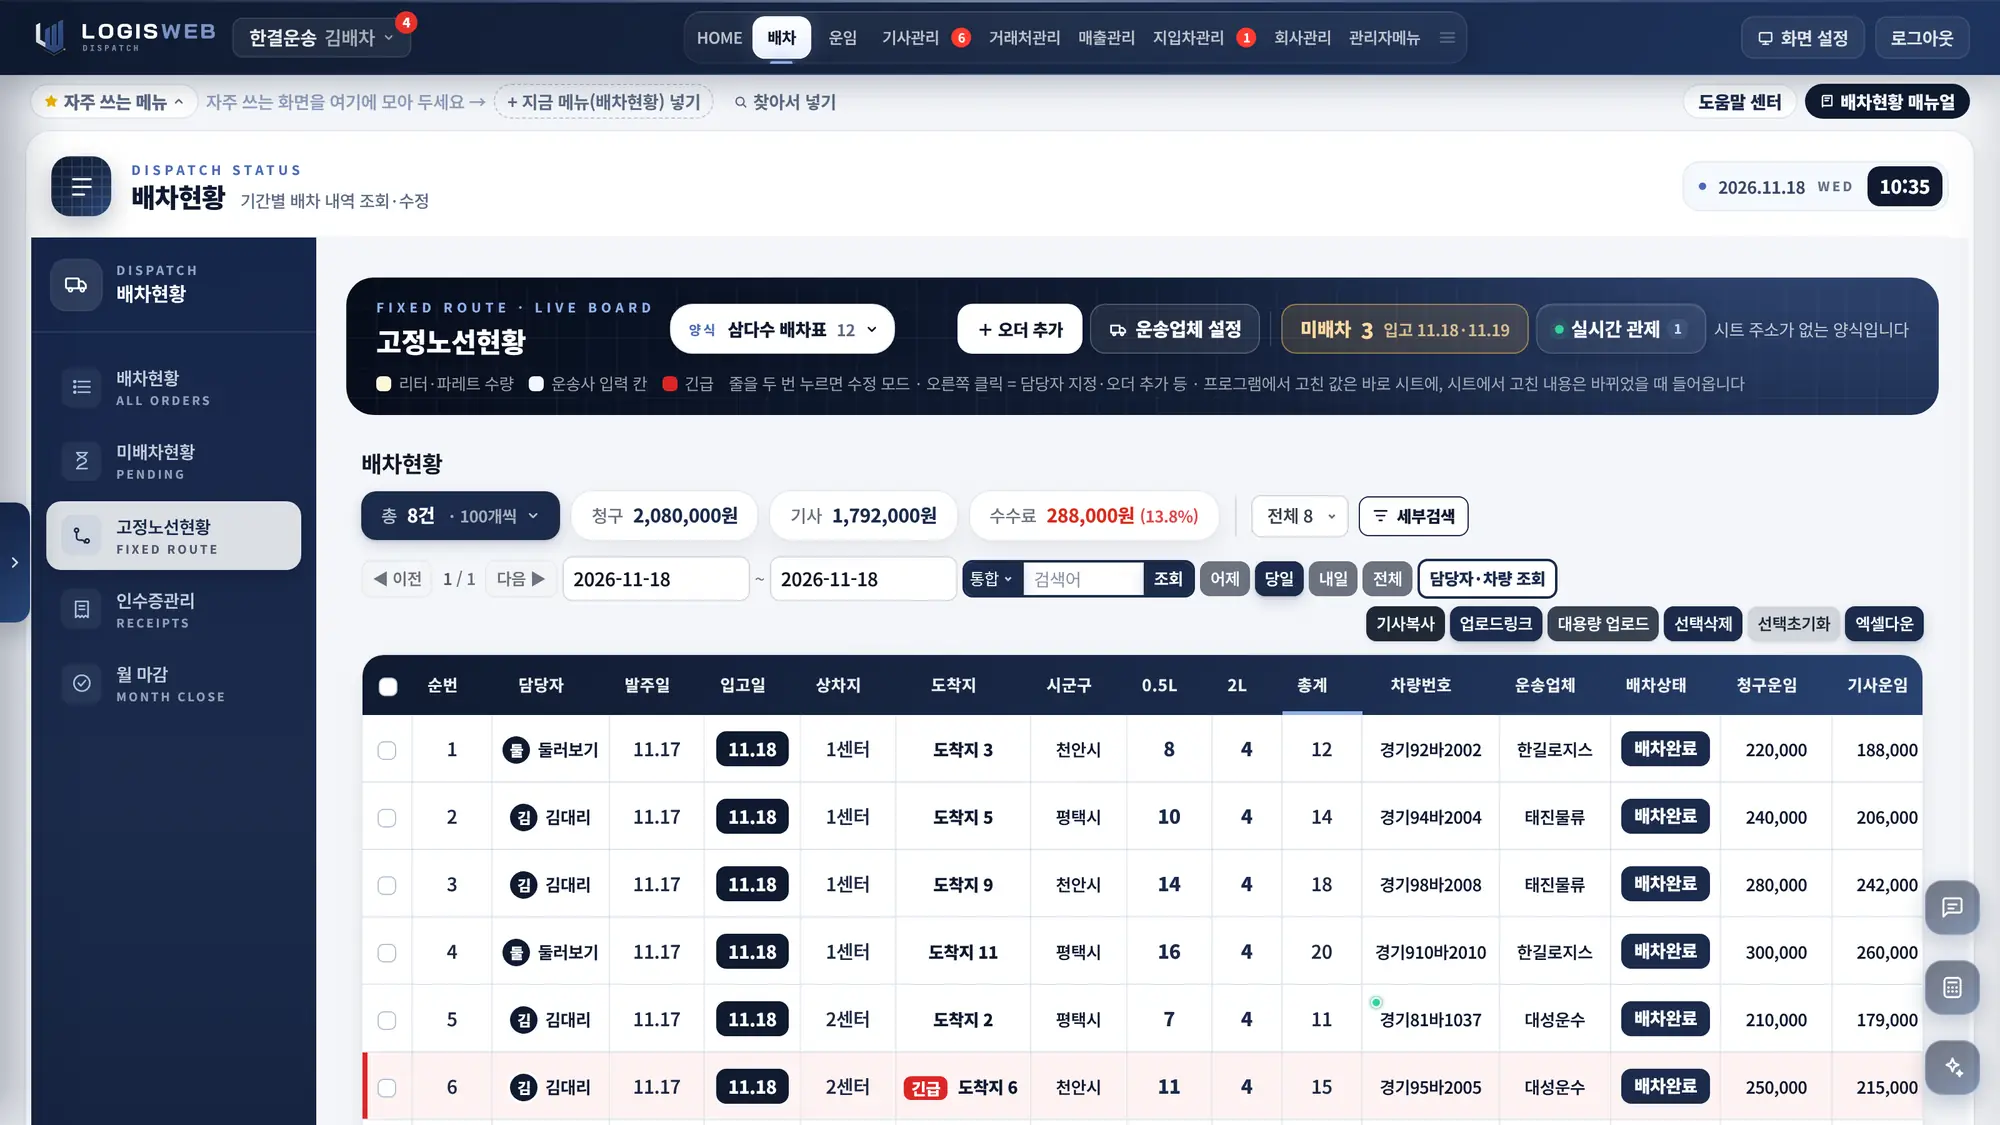 LOGISWEB
DISPATCH
한결운송 김배차
4
HOME 배차 운임 기사관리 6 거래처관리 매출관리 지입차관리 1 회사관리 관리자메뉴
화면 설정
로그아웃
자주 쓰는 메뉴
자주 쓰는 화면을 여기에 모아 두세요 →
+ 지금 메뉴(배차현황) 넣기
찾아서 넣기
도움말 센터
배차현황 매뉴얼
DISPATCH STATUS
배차현황 기간별 배차 내역 조회·수정
2026.11.18 WED 10:35
DISPATCH
배차현황
배차현황
ALL ORDERS
미배차현황
PENDING
고정노선현황
FIXED ROUTE
인수증관리
RECEIPTS
월 마감
MONTH CLOSE
FIXED ROUTE · LIVE BOARD
고정노선현황
양식 삼다수 배차표 12
+ 오더 추가
운송업체 설정
미배차 3 입고 11.18·11.19
실시간 관제 1
시트 주소가 없는 양식입니다
리터·파레트 수량 운송사 입력 칸 긴급 줄을 두 번 누르면 수정 모드 · 오른쪽 클릭 = 담당자 지정·오더 추가 등 · 프로그램에서 고친 값은 바로 시트에, 시트에서 고친 내용은 바뀌었을 때 들어옵니다
배차현황
총 8건 · 100개씩
청구 2,080,000원
기사 1,792,000원
수수료 288,000원 (13.8%)
전체 8
세부검색
◀ 이전 1 / 1 다음 ▶
2026-11-18 ~ 2026-11-18
통합 검색어 조회
어제 당일 내일 전체
담당자·차량 조회
기사복사 업로드링크 대용량 업로드 선택삭제 선택초기화 엑셀다운
순번 담당자 발주일 입고일 상차지 도착지 시군구 0.5L 2L 총계 차량번호 운송업체 배차상태 청구운임 기사운임
1 둘 둘러보기 11.17 11.18 1센터 도착지 3 천안시 8 4 12 경기92바2002 한길로지스 배차완료 220,000 188,000
2 김 김대리 11.17 11.18 1센터 도착지 5 평택시 10 4 14 경기94바2004 태진물류 배차완료 240,000 206,000
3 김 김대리 11.17 11.18 1센터 도착지 9 천안시 14 4 18 경기98바2008 태진물류 배차완료 280,000 242,000
4 둘 둘러보기 11.17 11.18 1센터 도착지 11 평택시 16 4 20 경기910바2010 한길로지스 배차완료 300,000 260,000
5 김 김대리 11.17 11.18 2센터 도착지 2 평택시 7 4 11 경기81바1037 대성운수 배차완료 210,000 179,000
6 김 김대리 11.17 11.18 2센터 긴급 도착지 6 천안시 11 4 15 경기95바2005 대성운수 배차완료 250,000 215,000